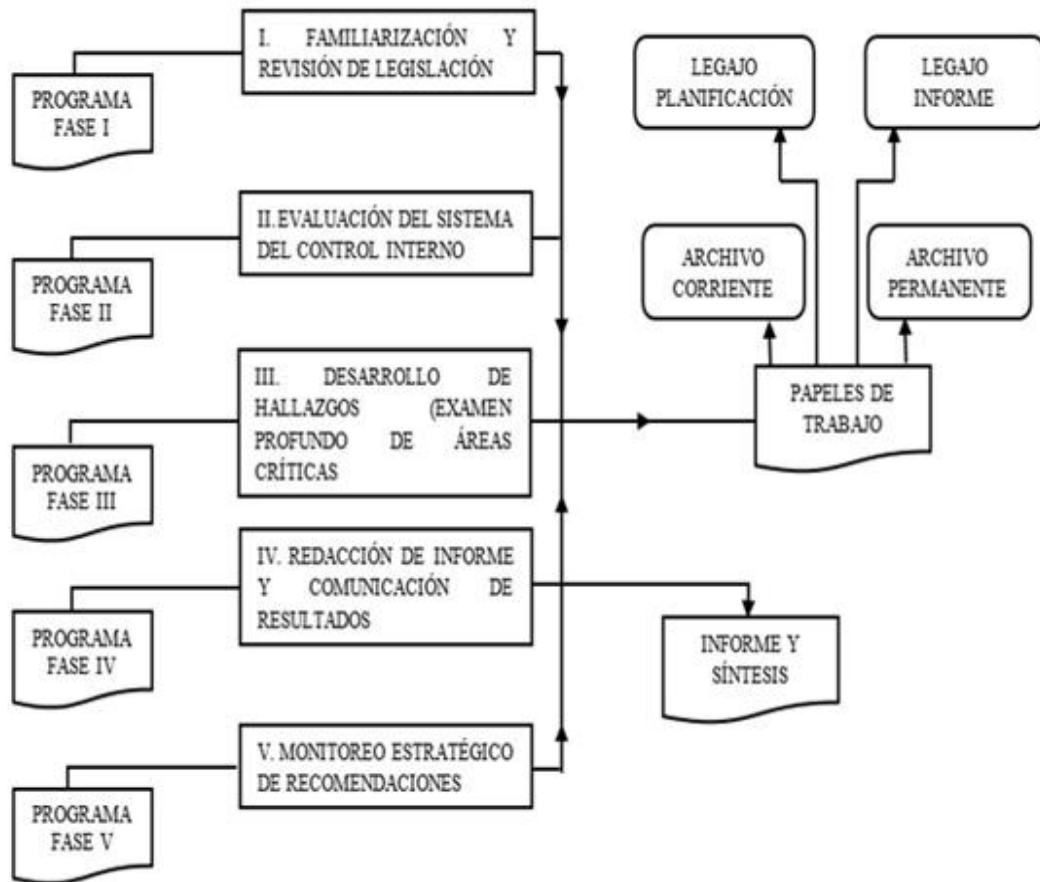 I. FAMILIARIZACIÓN Y
REVISIÓN DE LEGISLACIÓN
PROGRAMA
FASE I
LEGAJO
PLANIFICACIÓN
LEGAJO
INFORME
II. EVALUACIÓN DEL SISTEMA
DEL CONTROL INTERNO
PROGRAMA
FASE II
ARCHIVO
CORRIENTE
ARCHIVO
PERMANENTE
III. DESARROLLO DE
HALLAZGOS (EXAMEN
PROFUNDO DE ÁREAS
CRÍTICAS
PROGRAMA
FASE III
PAPELES DE
TRABAJO
IV. REDACCIÓN DE INFORME
Y COMUNICACIÓN DE
RESULTADOS
PROGRAMA
FASE IV
INFORME Y
SÍNTESIS
V. MONITOREO ESTRATÉGICO
DE RECOMENDACIONES
PROGRAMA
FASE V